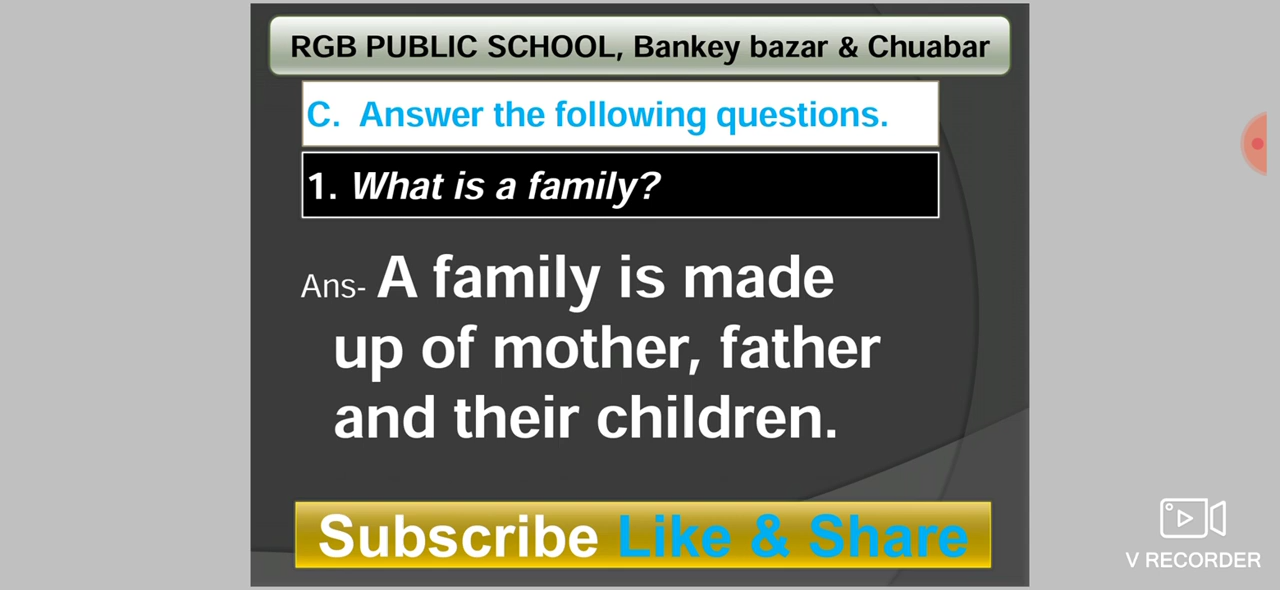 RGB PUBLIC SCHOOL, Bankey bazar & Chuabar
C. Answer the following questions.
1. What is a family?
Ans- A family is made
up of mother, father
and their children.
Subscribe Like & Share
V RECORDER